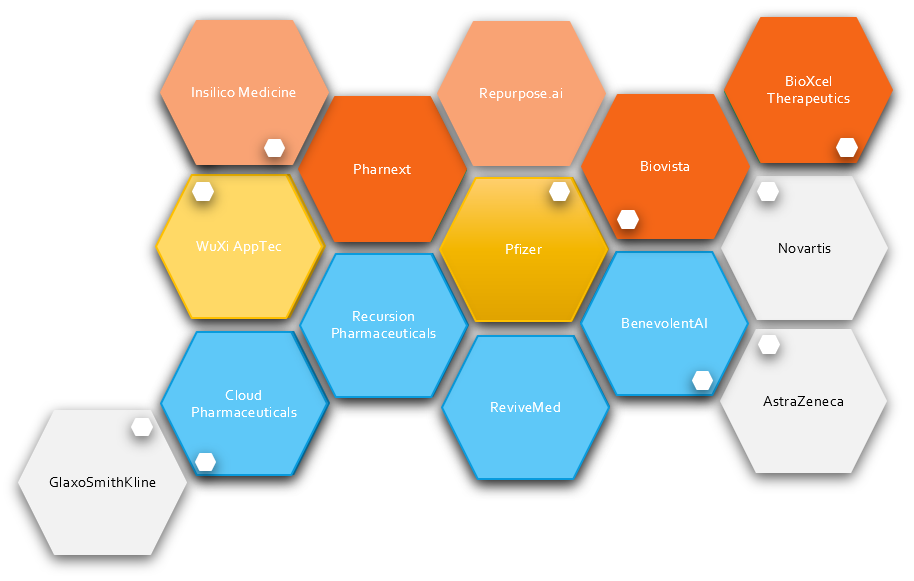 Insilico Medicine
Repurpose.ai
BioXcel
Therapeutics
Pharnext
Biovista
WuXi AppTec
Pfizer
Novartis
Recursion
Pharmaceuticals
BenevolentAI
Cloud
Pharmaceuticals
ReviveMed
AstraZeneca
GlaxoSmithKline